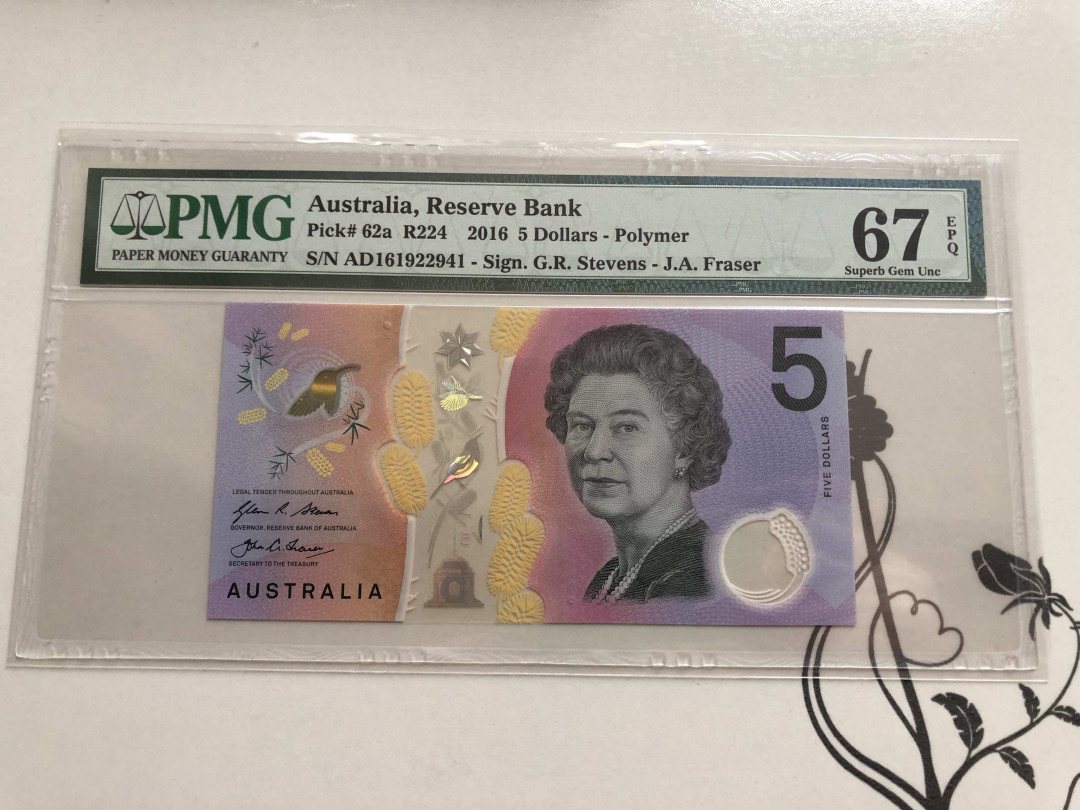 PMG
PAPER MONEY GUARANTY
Australia, Reserve Bank
Pick# 62a R224 2016 5 Dollars - Polymer
S/N AD161922941 - Sign. G.R. Stevens - J.A. Fraser
67
EPQ
Superb Gem Unc
5
FIVE DOLLARS
LEGAL TENDER THROUGHOUT AUSTRALIA
GOVERNOR, RESERVE BANK OF AUSTRALIA
SECRETARY TO THE TREASURY
AUSTRALIA